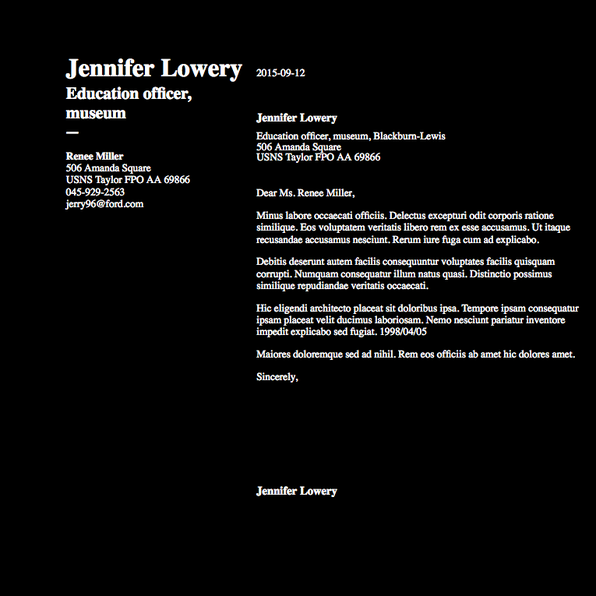 Jennifer Lowery
Education officer,
museum
—
Renee Miller
506 Amanda Square
USNS Taylor FPO AA 69866
045-929-2563
jerry96@ford.com
2015-09-12
Jennifer Lowery
Education officer, museum, Blackburn-Lewis
506 Amanda Square
USNS Taylor FPO AA 69866
Dear Ms. Renee Miller,
Minus labore occaecati officiis. Delectus excepturi odit corporis ratione
similique. Eos voluptatem veritatis libero rem ex esse accusamus. Ut itaque
recusandae accusamus nesciunt. Rerum iure fuga cum ad explicabo.
Debitis deserunt autem facilis consequuntur voluptates facilis quisquam
corrupti. Numquam consequatur illum natus quasi. Distinctio possimus
similique repudiandae veritatis occaecati.
Hic eligendi architecto placeat sit doloribus ipsa. Tempore ipsam consequatur
ipsam placeat velit ducimus laboriosam. Nemo nesciunt pariatur inventore
impedit explicabo sed fugiat. 1998/04/05
Maiores doloremque sed ad nihil. Rem eos officiis ab amet hic dolores amet.
Sincerely,
Jennifer Lowery